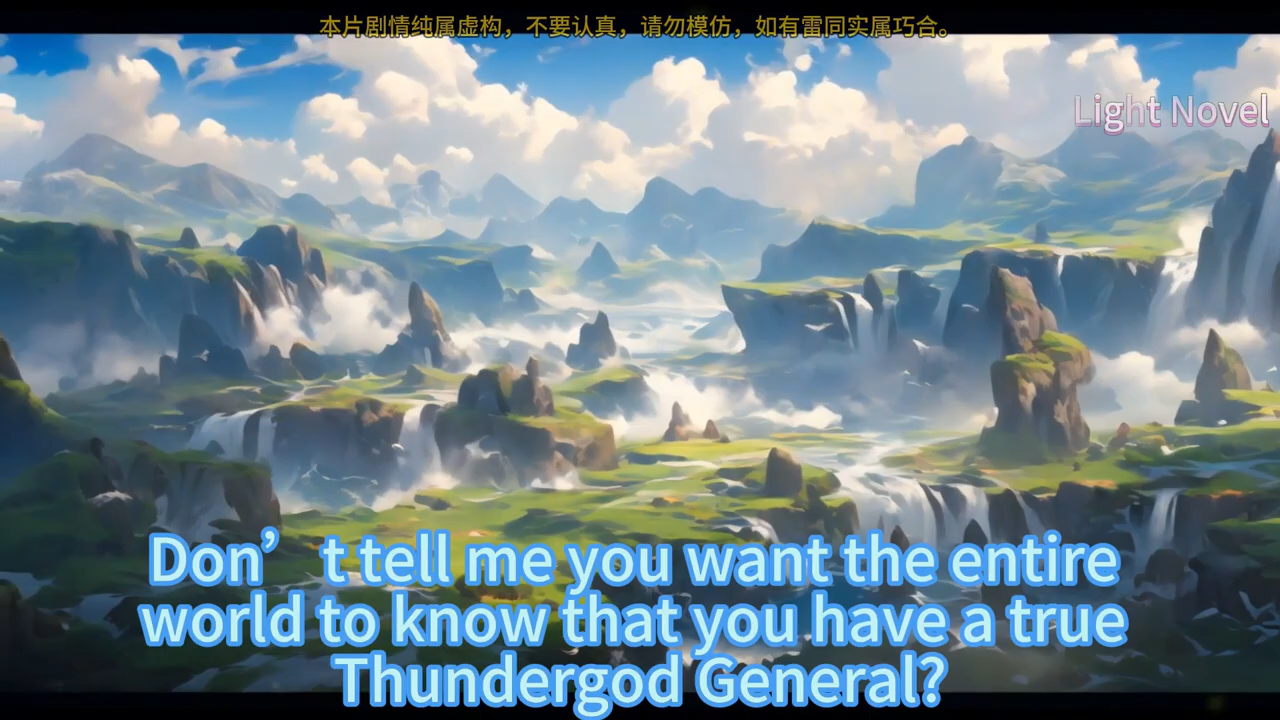 本片剧情纯属虚构，不要认真，请勿模仿，如有雷同实属巧合。
Light Novel
Don’t tell me you want the entire
world to know that you have a true
Thundergod General?